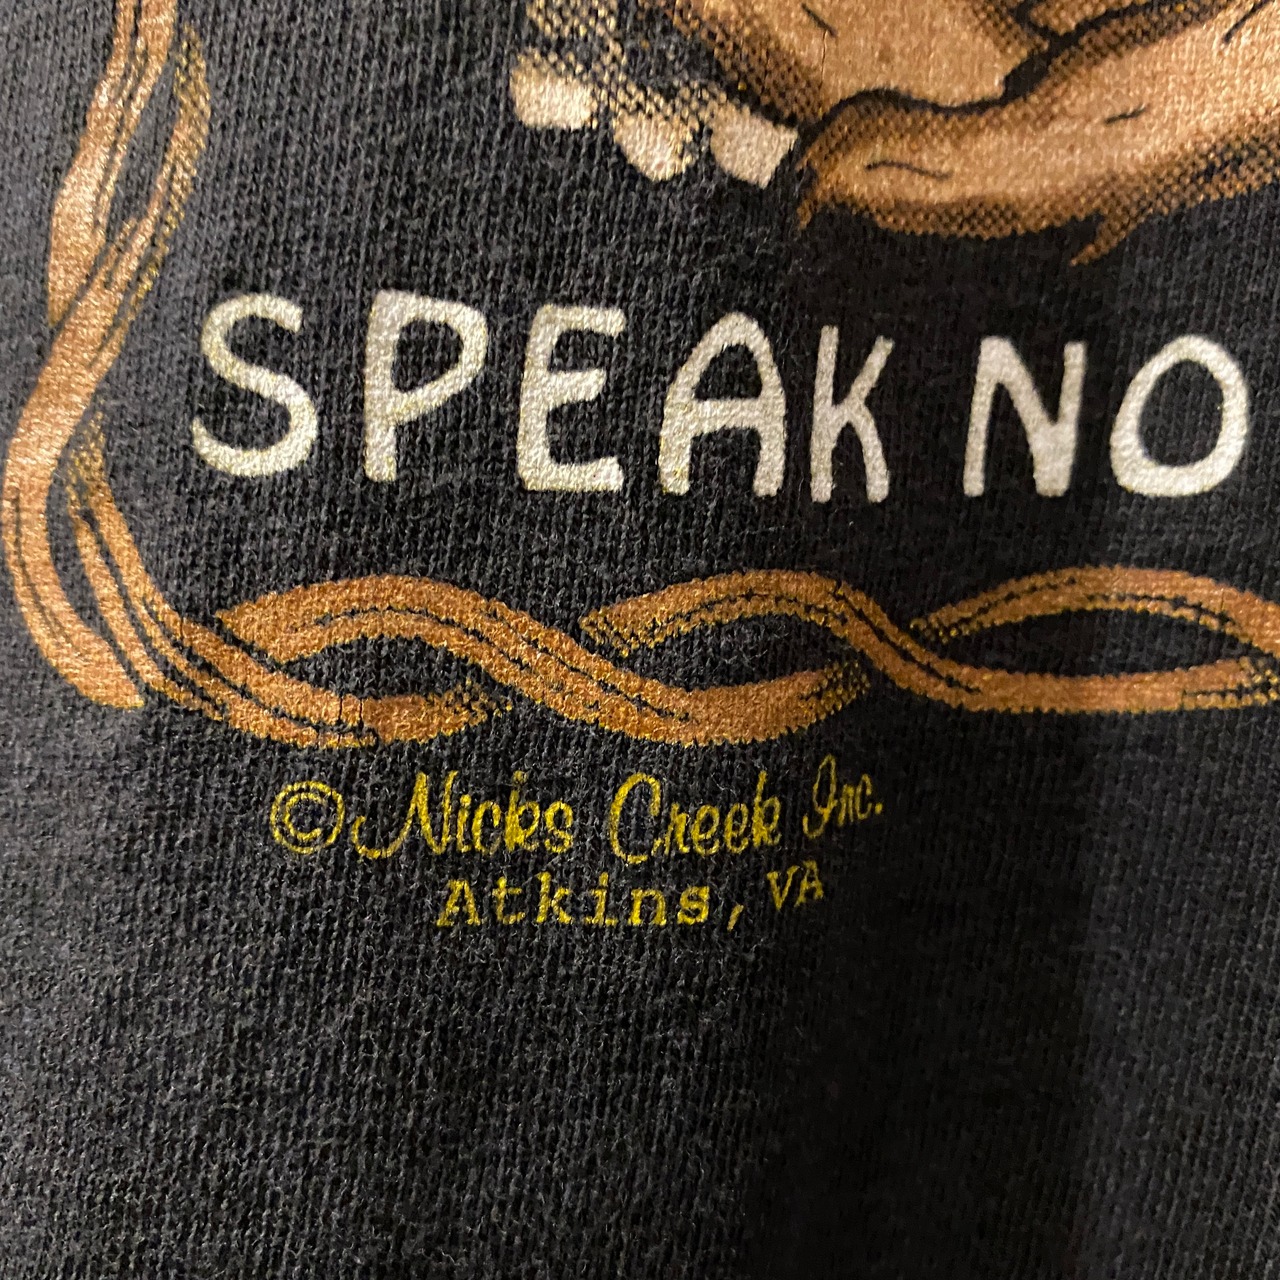 SPEAK NO
© Nicks Creek Inc.
Atkins, VA